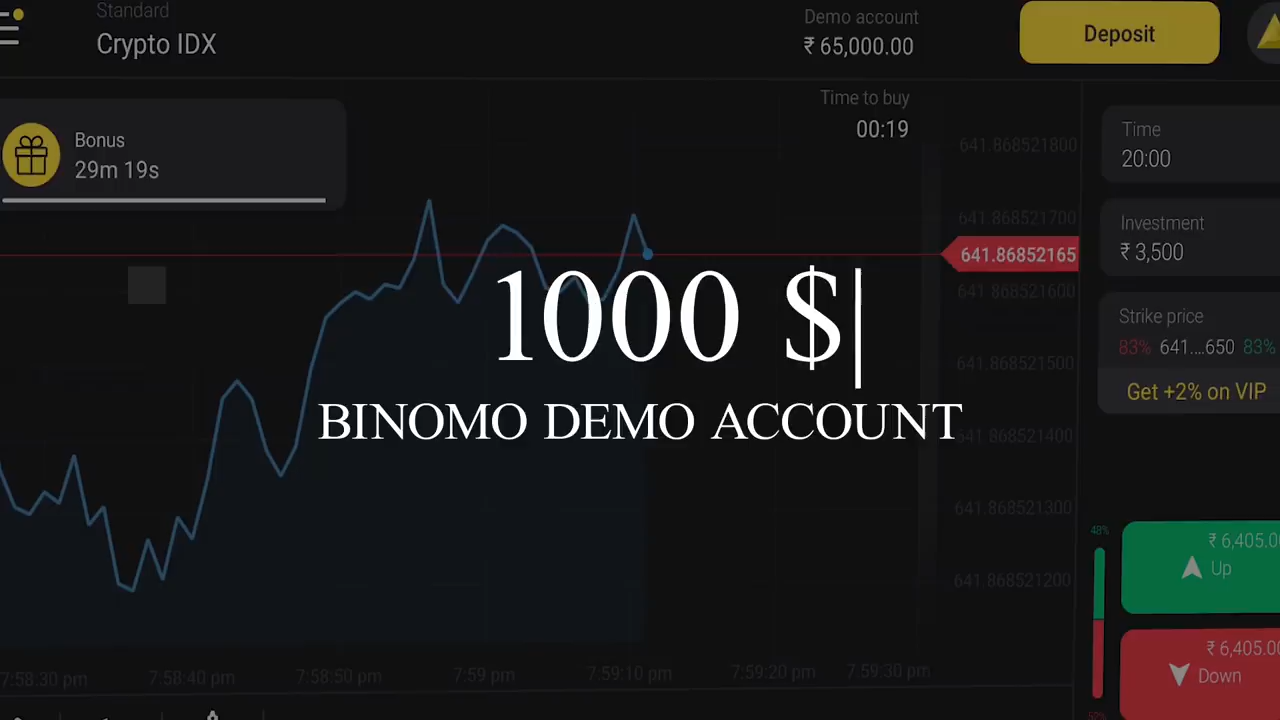 Standard
Crypto IDX
Demo account
₹ 65,000.00
Deposit
Bonus
29m 19s
Time to buy
00:19
641.868521800
641.868521700
641.86852165
641.868521600
641.868521500
641.868521400
641.868521300
641.868521200
Time
20:00
Investment
₹ 3,500
Strike price
83% 641....650 83%
Get +2% on VIP
1000 $|
BINOMO DEMO ACCOUNT
48%
₹ 6,405.00
Up
₹ 6,405.00
Down
52%
7:58:30 pm
7:58:40 pm
7:58:50 pm
7:59 pm
7:59:10 pm
7:59:20 pm
7:59:30 pm